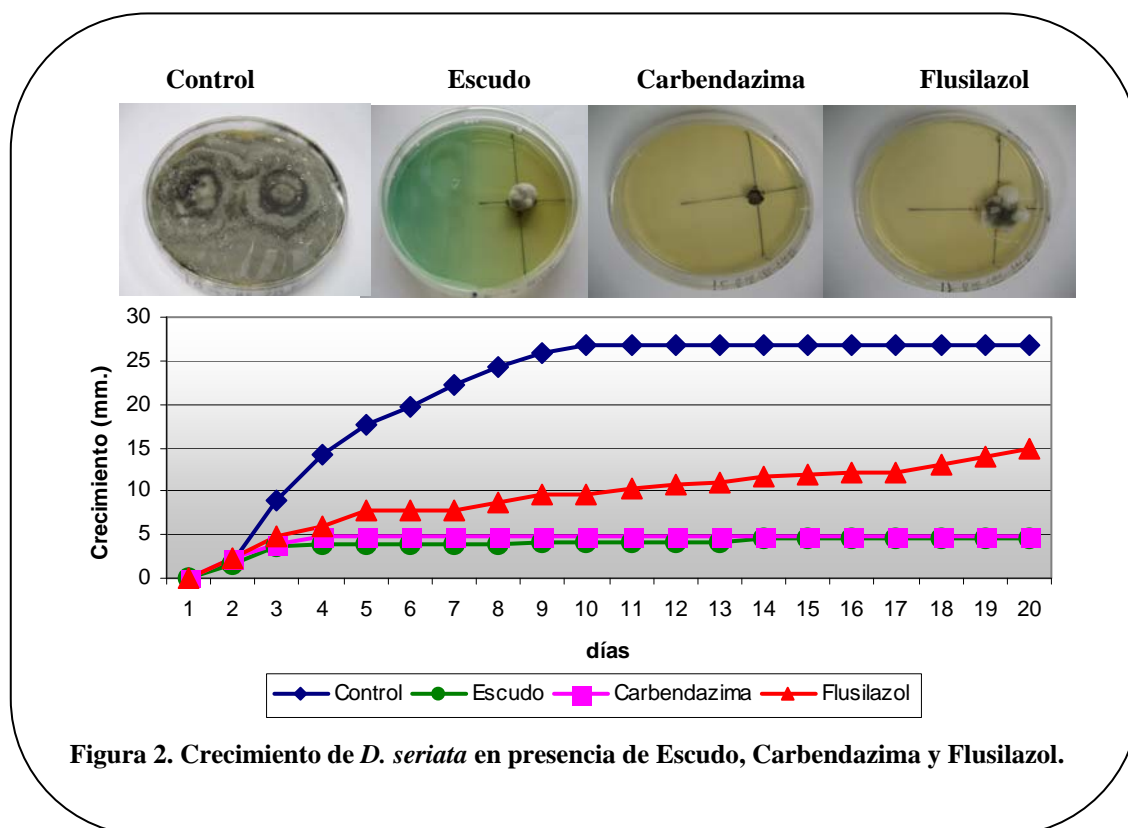 Control Escudo Carbendazima Flusilazol
30
25
20
15
10
5
0
Crecimiento (mm.)
1 2 3 4 5 6 7 8 9 10 11 12 13 14 15 16 17 18 19 20
días
Control Escudo Carbendazima Flusilazol
Figura 2. Crecimiento de D. seriata en presencia de Escudo, Carbendazima y Flusilazol.